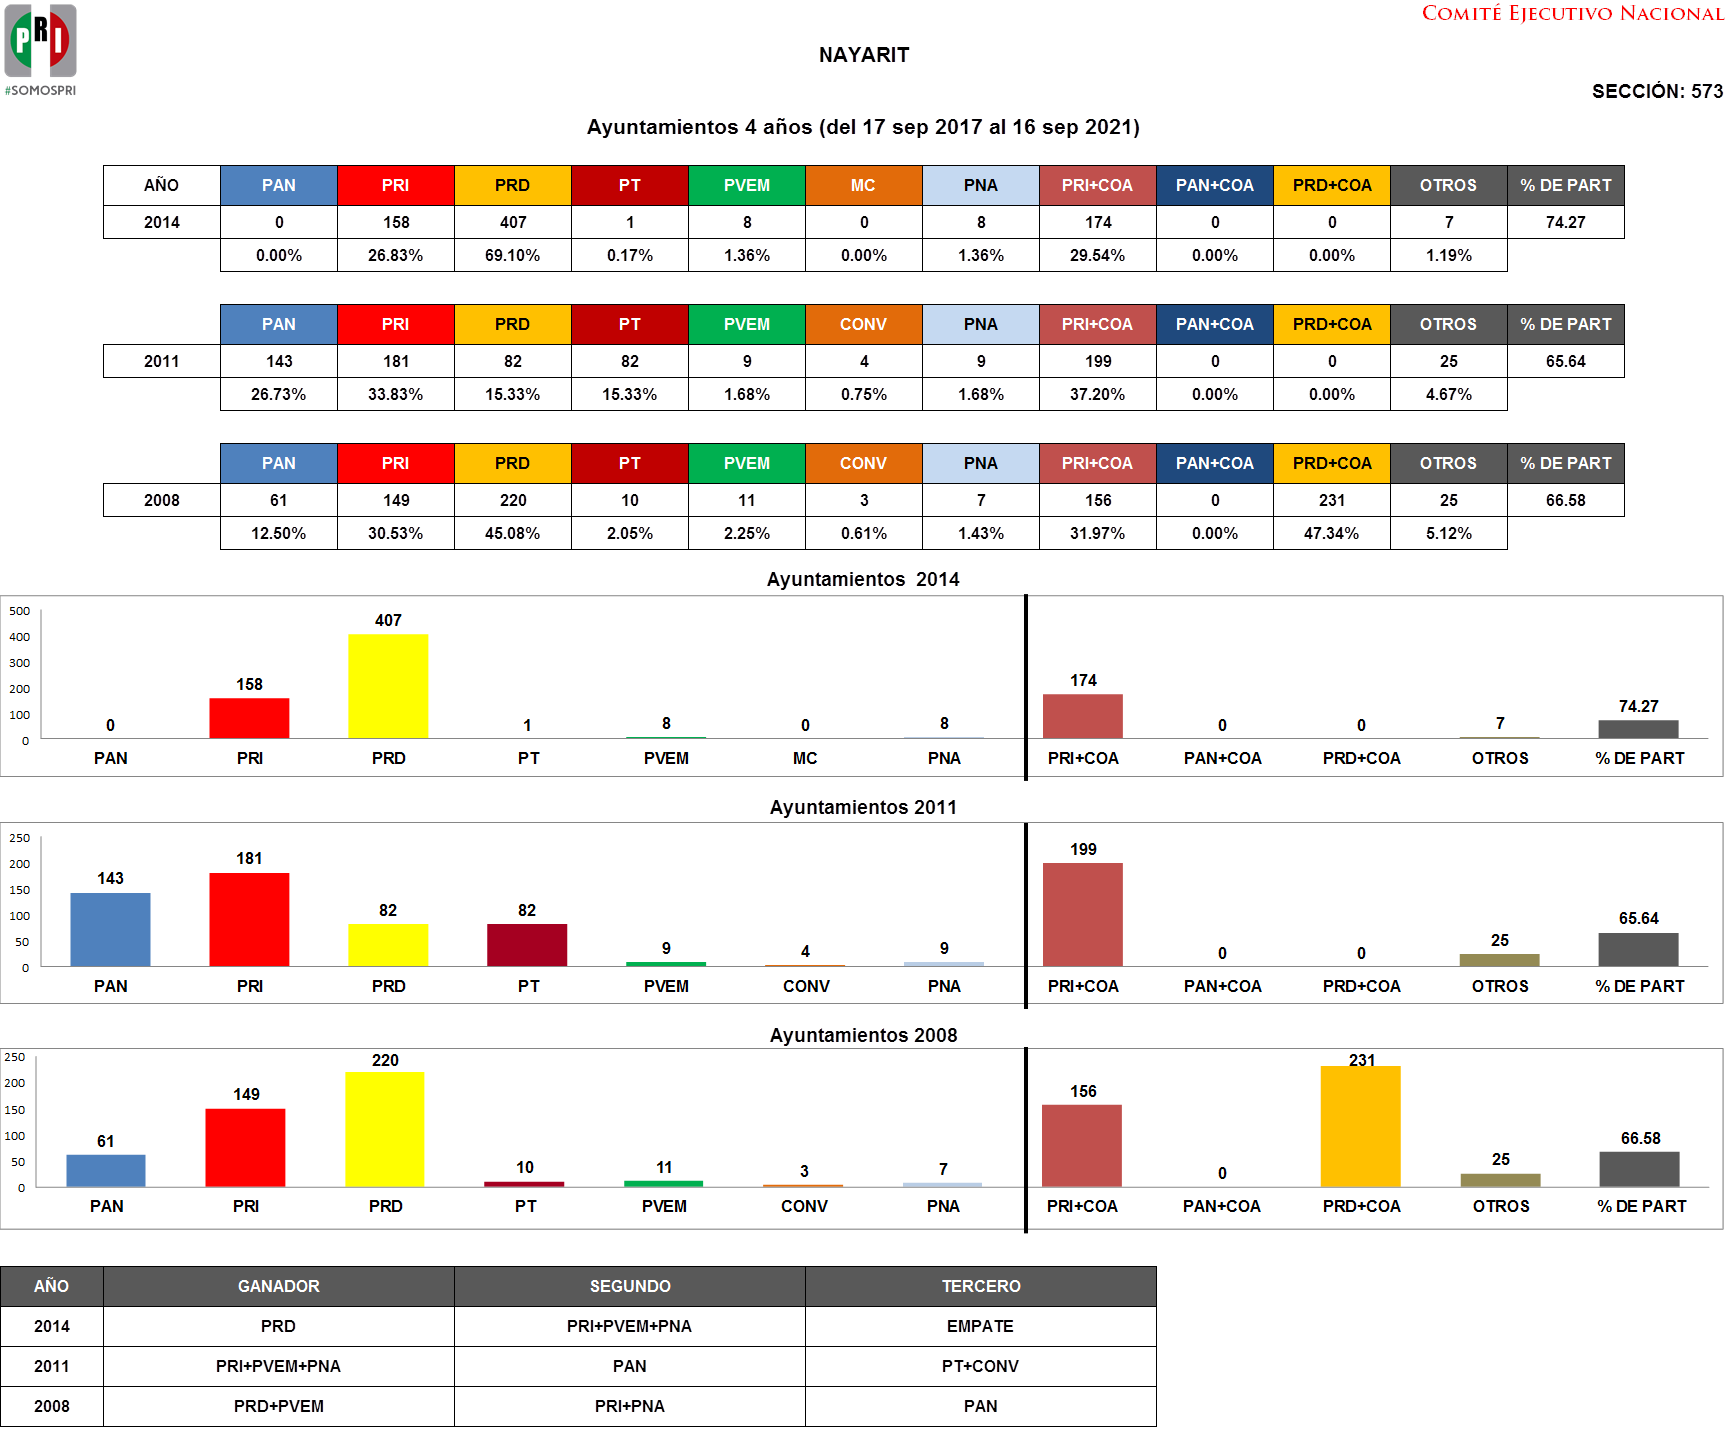 COMITÉ EJECUTIVO NACIONAL
PRI
#SOMOSPRI
NAYARIT
SECCIÓN: 573
Ayuntamientos 4 años (del 17 sep 2017 al 16 sep 2021)
AÑO PAN PRI PRD PT PVEM MC PNA PRI+COA PAN+COA PRD+COA OTROS % DE PART
2014 0 158 407 1 8 0 8 174 0 0 7 74.27
0.00% 26.83% 69.10% 0.17% 1.36% 0.00% 1.36% 29.54% 0.00% 0.00% 1.19%
PAN PRI PRD PT PVEM CONV PNA PRI+COA PAN+COA PRD+COA OTROS % DE PART
2011 143 181 82 82 9 4 9 199 0 0 25 65.64
26.73% 33.83% 15.33% 15.33% 1.68% 0.75% 1.68% 37.20% 0.00% 0.00% 4.67%
PAN PRI PRD PT PVEM CONV PNA PRI+COA PAN+COA PRD+COA OTROS % DE PART
2008 61 149 220 10 11 3 7 156 0 231 25 66.58
12.50% 30.53% 45.08% 2.05% 2.25% 0.61% 1.43% 31.97% 0.00% 47.34% 5.12%
Ayuntamientos 2014
500
400
300
200
100
0
0 158 407 1 8 0 8 174 0 0 7 74.27
PAN PRI PRD PT PVEM MC PNA PRI+COA PAN+COA PRD+COA OTROS % DE PART
Ayuntamientos 2011
250
200
150
100
50
0
143 181 82 82 9 4 9 199 0 0 25 65.64
PAN PRI PRD PT PVEM CONV PNA PRI+COA PAN+COA PRD+COA OTROS % DE PART
Ayuntamientos 2008
250
200
150
100
50
0
61 149 220 10 11 3 7 156 0 231 25 66.58
PAN PRI PRD PT PVEM CONV PNA PRI+COA PAN+COA PRD+COA OTROS % DE PART
AÑO GANADOR SEGUNDO TERCERO
2014 PRD PRI+PVEM+PNA EMPATE
2011 PRI+PVEM+PNA PAN PT+CONV
2008 PRD+PVEM PRI+PNA PAN